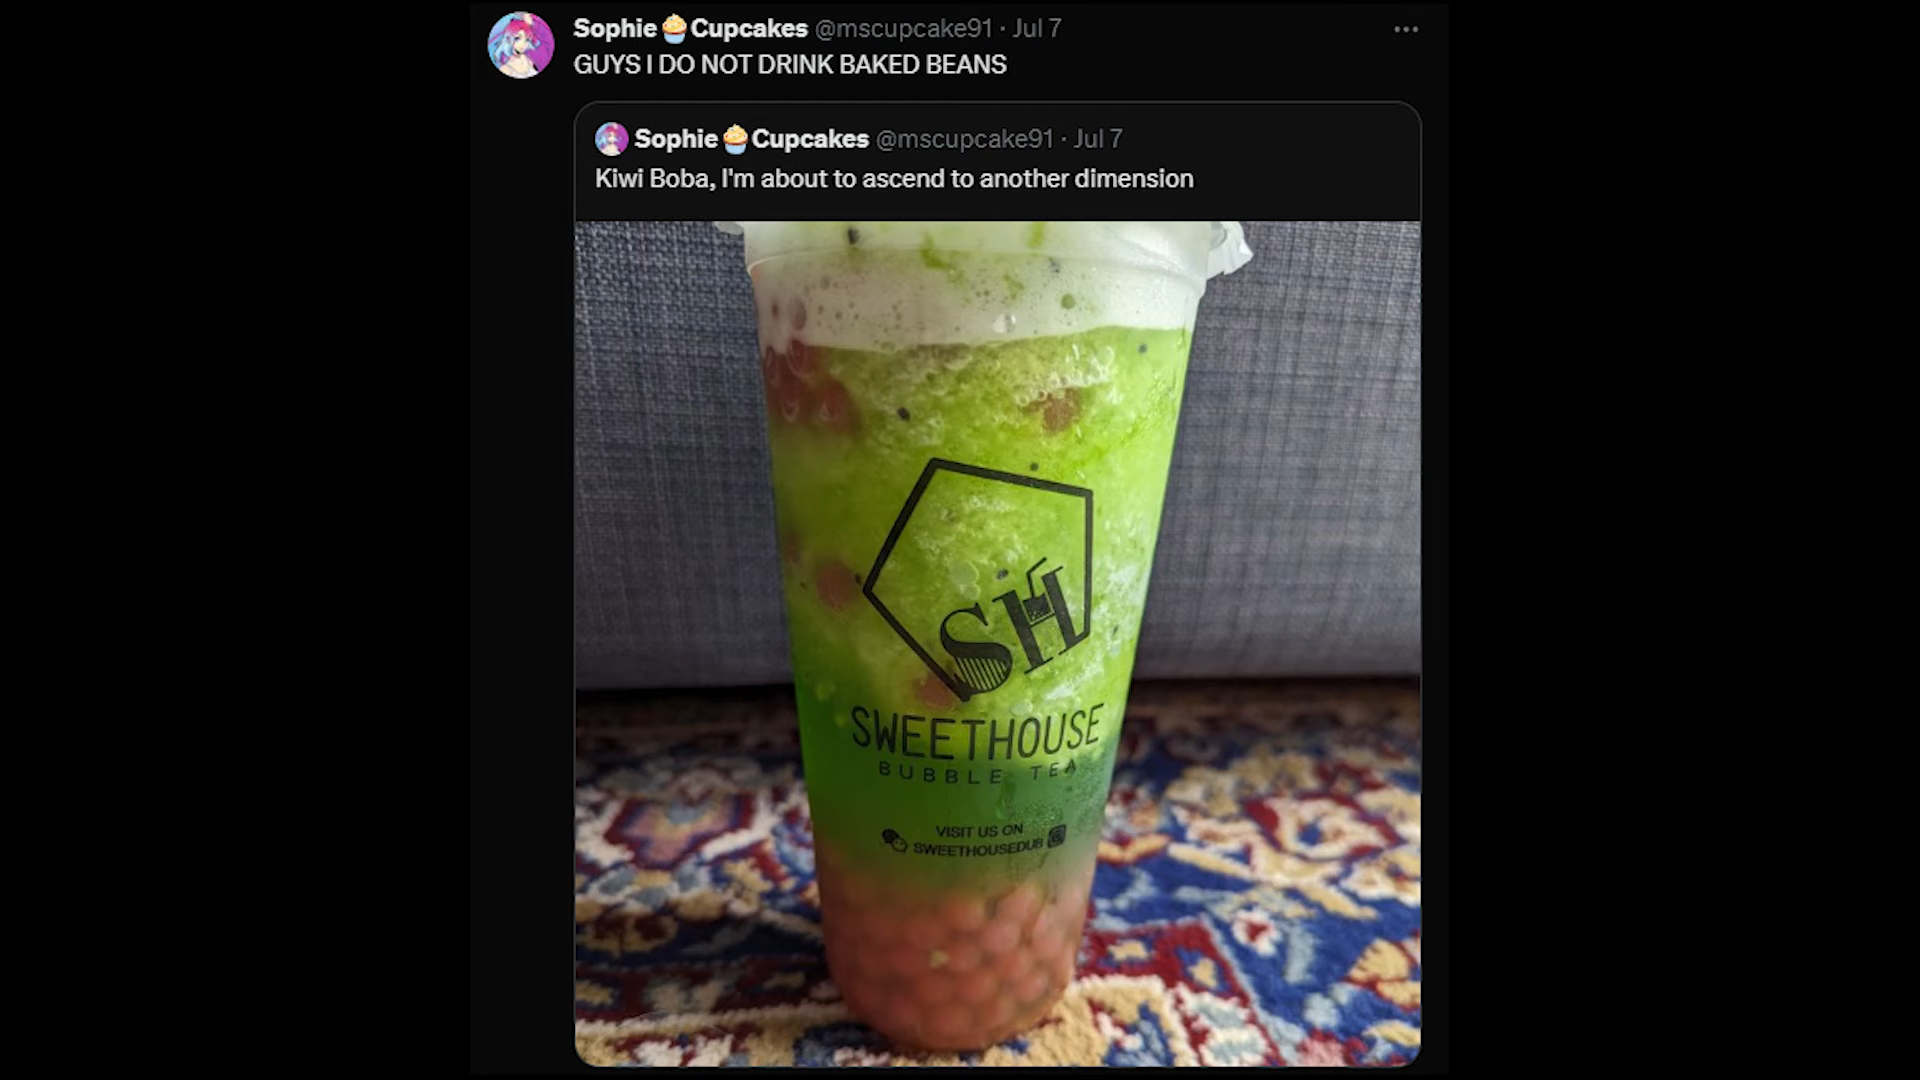 Sophie🧁Cupcakes @mscupcake91 · Jul 7
GUYS I DO NOT DRINK BAKED BEANS
Sophie🧁Cupcakes @mscupcake91 · Jul 7
Kiwi Boba, I'm about to ascend to another dimension
SH
SWEETHOUSE
BUBBLE TEA
VISIT US ON
SWEETHOUSEDUB